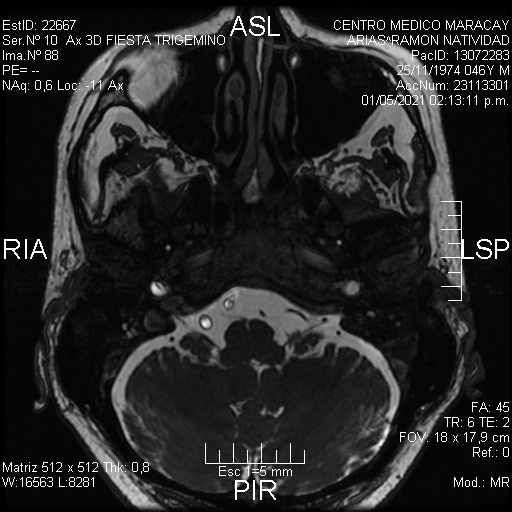 EstID: 22667
Ser.Nº 10 Ax 3D FIESTA TRIGEMINO
Ima.Nº 88
PE= --
NAq: 0,6 Loc: -11 Ax
ASL
CENTRO MEDICO MARACAY
ARIAS^RAMON NATIVIDAD
PacID: 13072283
25/11/1974 046Y M
AccNum: 23113301
01/05/2021 02:13:11 p.m.
RIA
LSP
FA: 45
TR: 6 TE: 2
FOV: 18 x 17,9 cm
Ref.: 0
Mod.: MR
Matriz 512 x 512 Thk: 0,8
W:16563 L:8281
Esc 1=5 mm
PIR